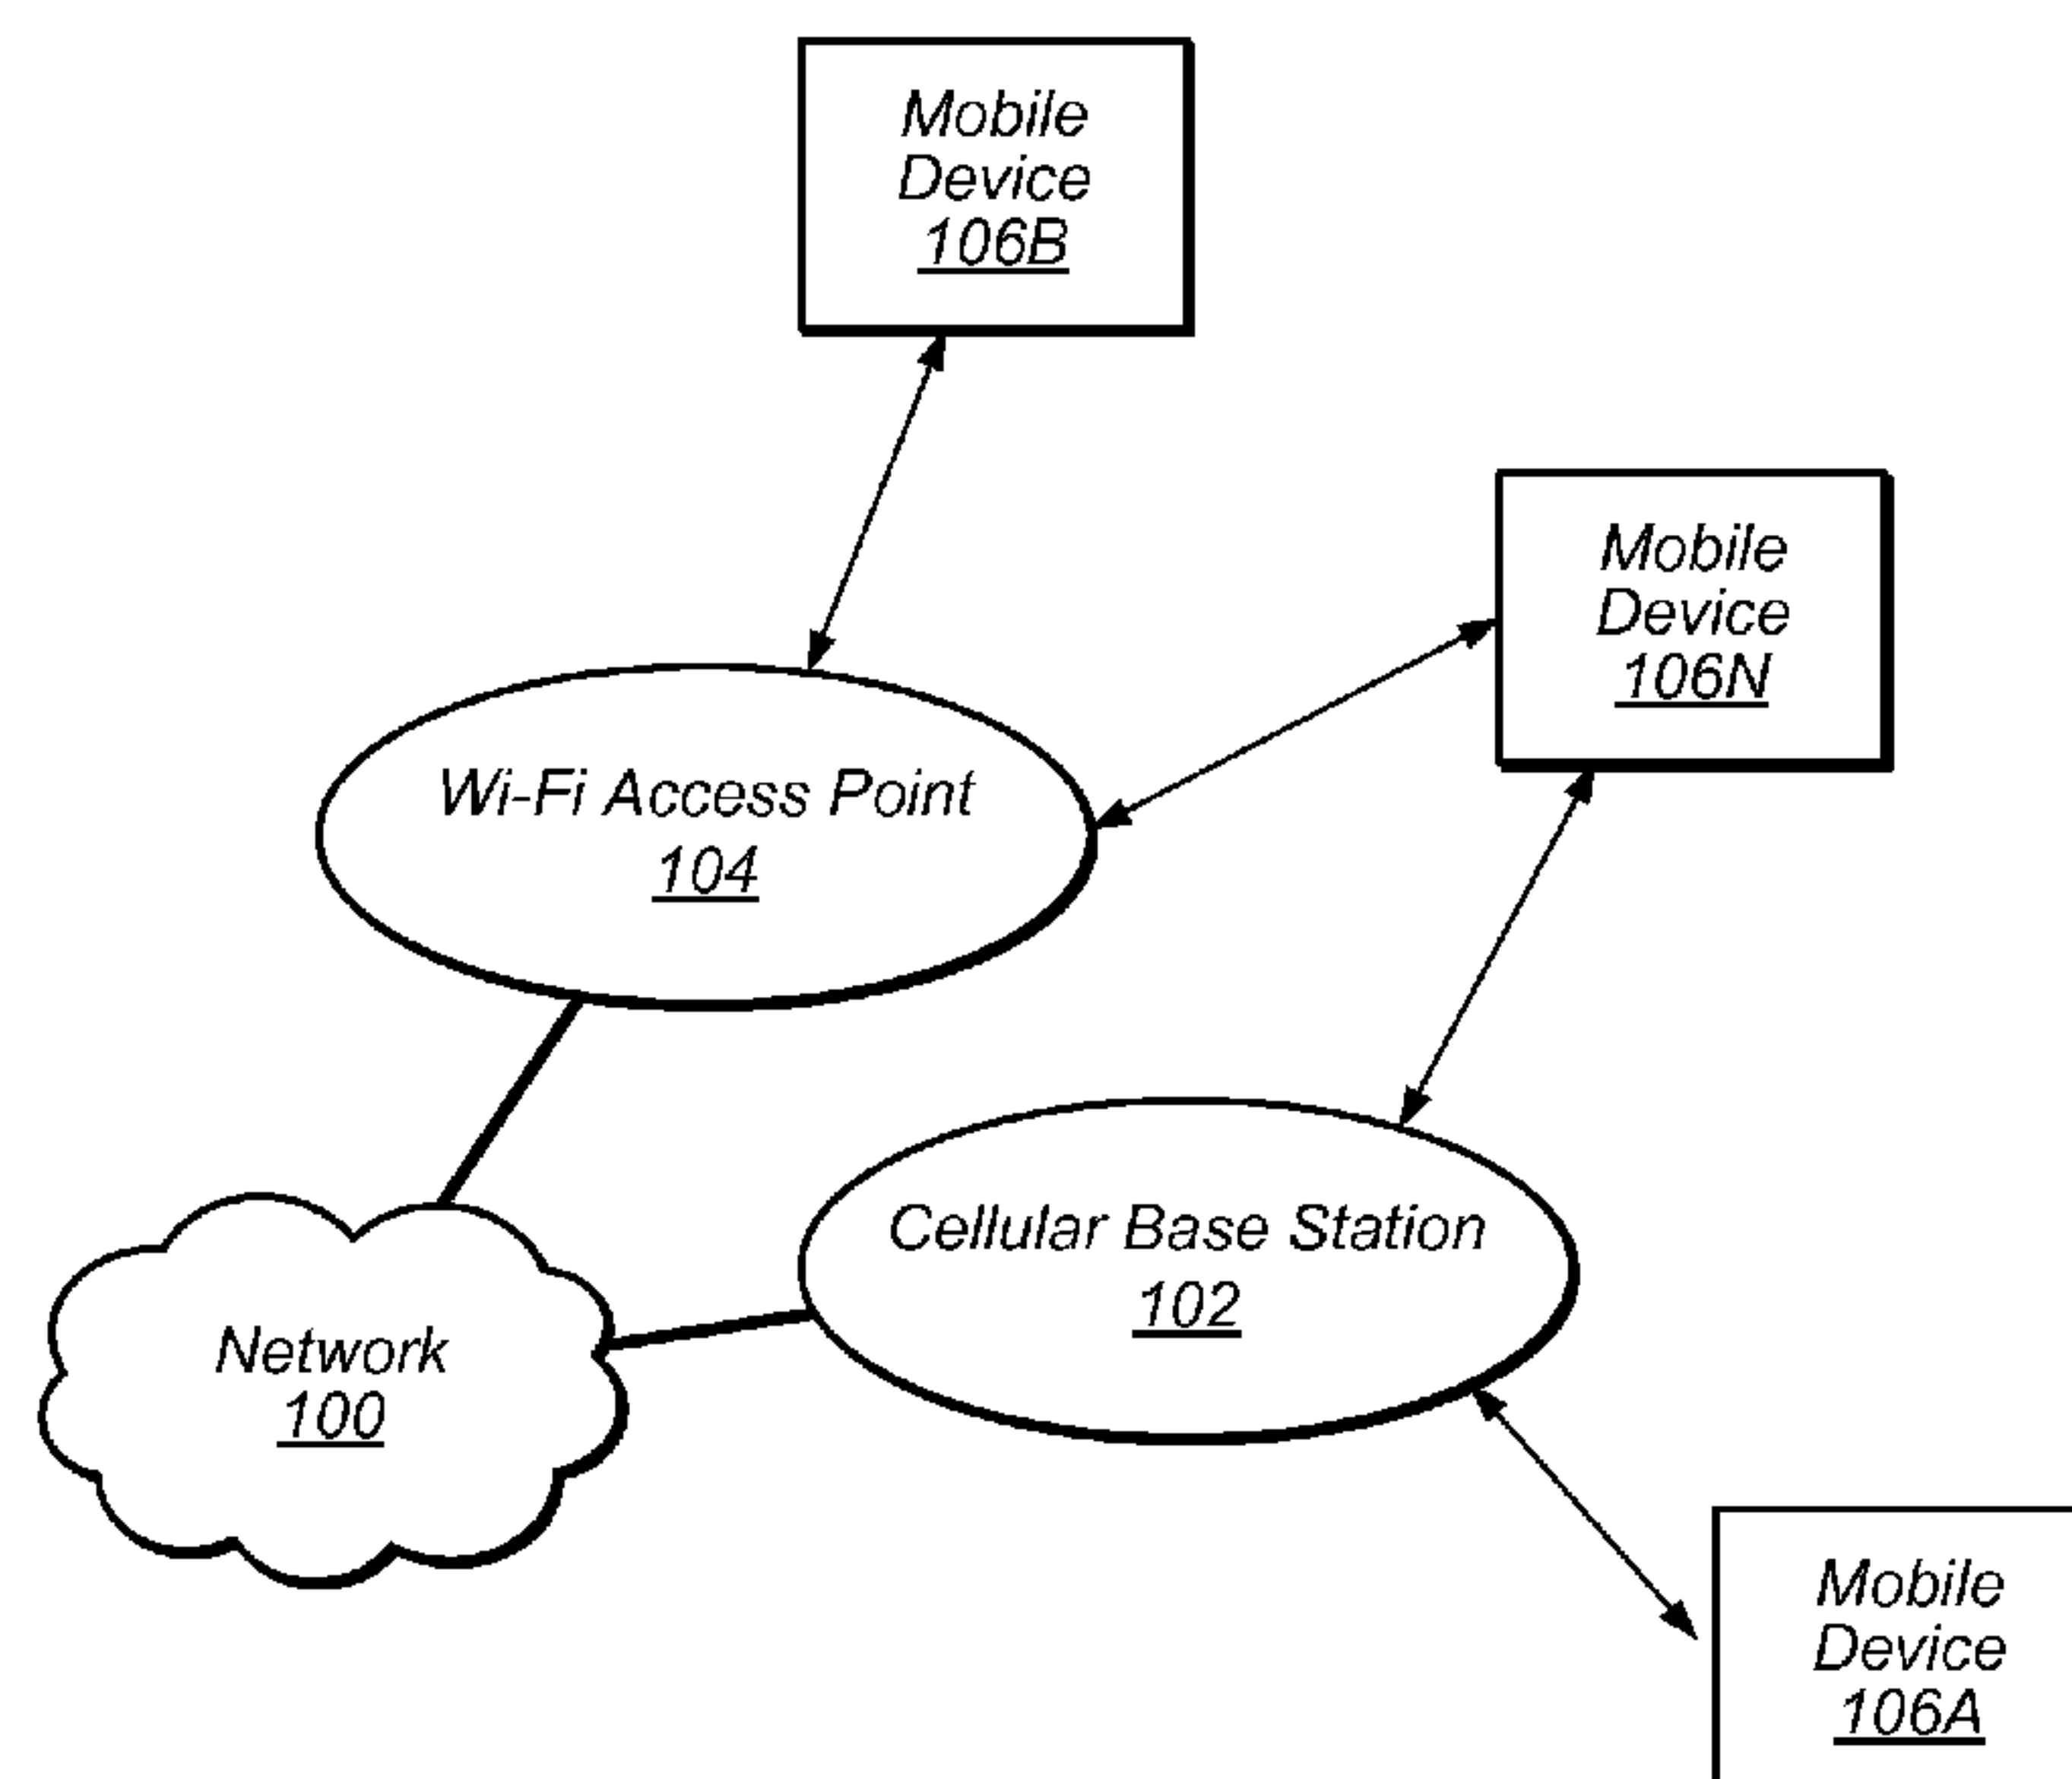 Mobile
Device
106B
Mobile
Device
106N
Wi-Fi Access Point
104
Cellular Base Station
102
Network
100
Mobile
Device
106A